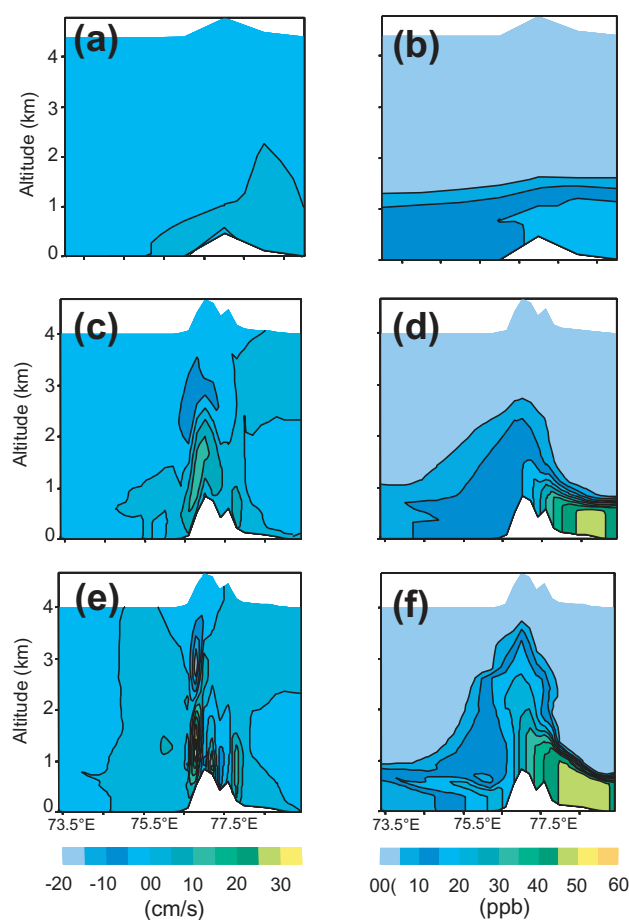 (a)
(b)
Altitude (km)
4
3
2
1
0
(c)
(d)
Altitude (km)
4
3
2
1
0
(e)
(f)
Altitude (km)
4
3
2
1
0
73.5°E 75.5°E 77.5°E
73.5°E 75.5°E 77.5°E
-20 -10 00 10 20 30
(cm/s)
00( 10 20 30 40 50 60
(ppb)